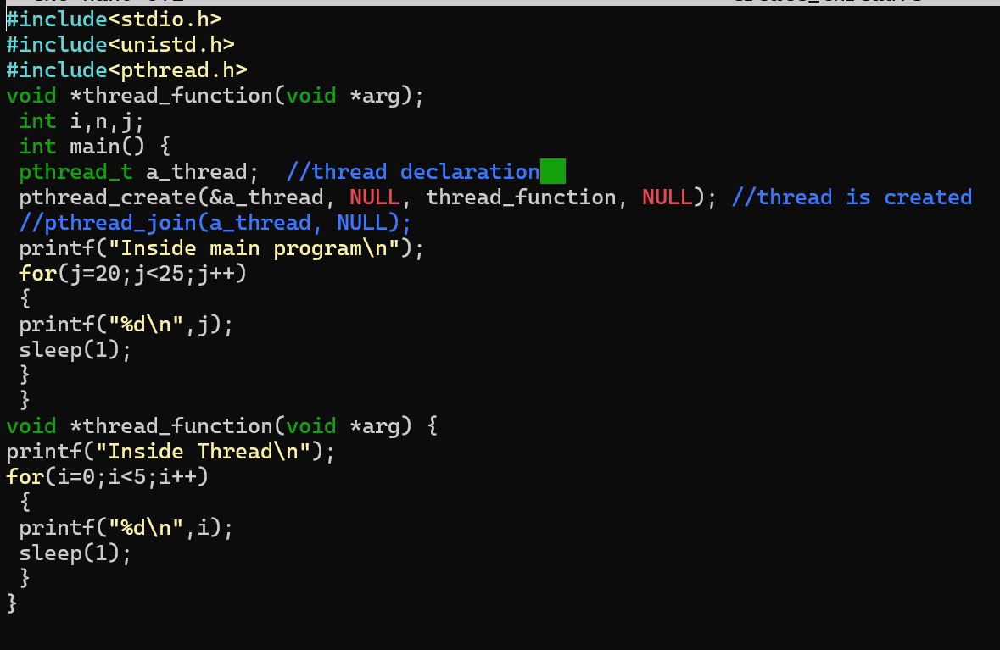 #include<stdio.h>
#include<unistd.h>
#include<pthread.h>
void *thread_function(void *arg);
 int i,n,j;
 int main() {
 pthread_t a_thread;  //thread declaration
 pthread_create(&a_thread, NULL, thread_function, NULL); //thread is created
 //pthread_join(a_thread, NULL);
 printf("Inside main program\n");
 for(j=20;j<25;j++)
 {
 printf("%d\n",j);
 sleep(1);
 }
 }
void *thread_function(void *arg) {
printf("Inside Thread\n");
for(i=0;i<5;i++)
 {
 printf("%d\n",i);
 sleep(1);
 }
}